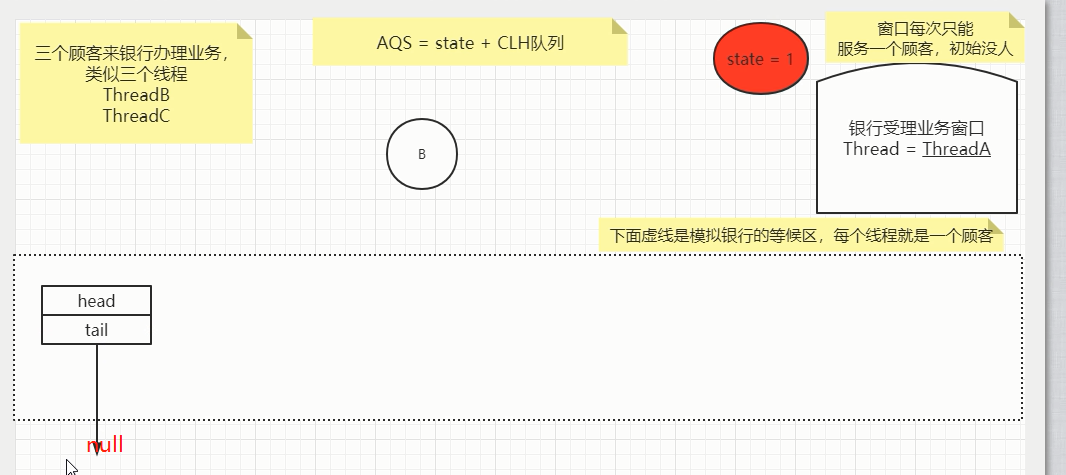 三个顾客来银行办理业务，
类似三个线程
ThreadB
ThreadC
AQS = state + CLH队列
state = 1
窗口每次只能
服务一个顾客，初始没人
银行受理业务窗口
Thread = ThreadA
B
下面虚线是模拟银行的等候区，每个线程就是一个顾客
head
tail
null